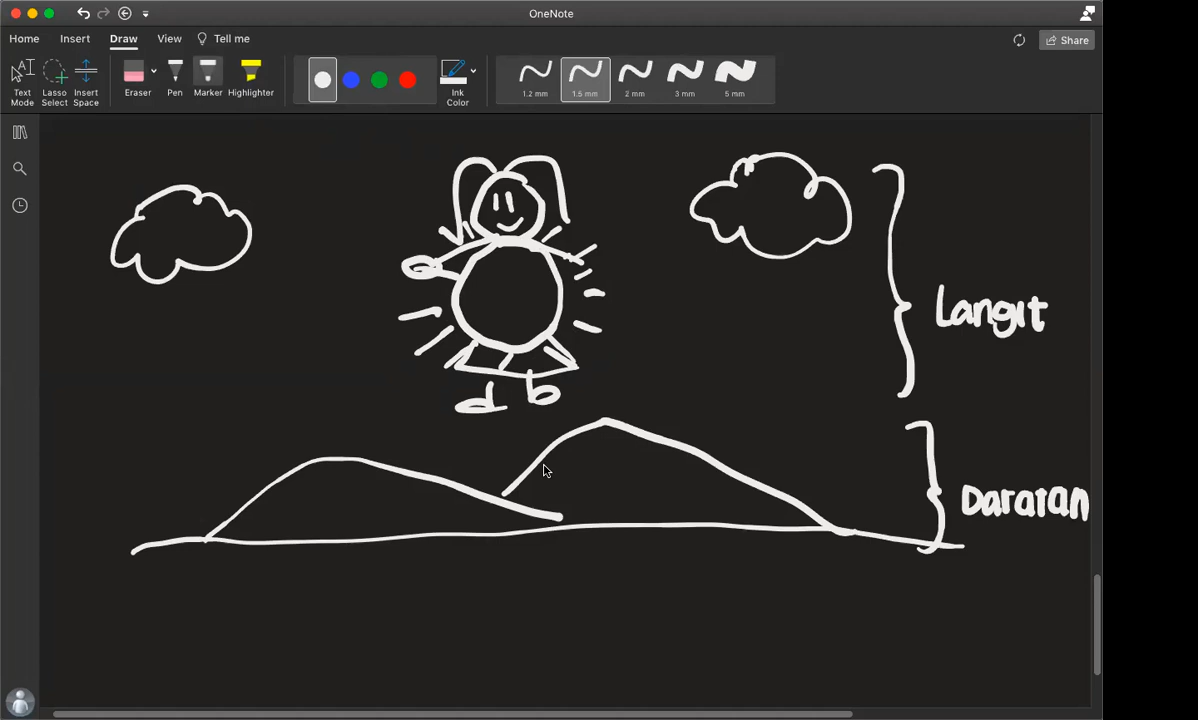 OneNote
Home Insert Draw View Tell me
Share
Text Mode
Lasso Select
Insert Space
Eraser
Pen
Marker
Highlighter
Ink Color
1.2 mm
1.5 mm
2 mm
3 mm
5 mm
Langit
Daratan